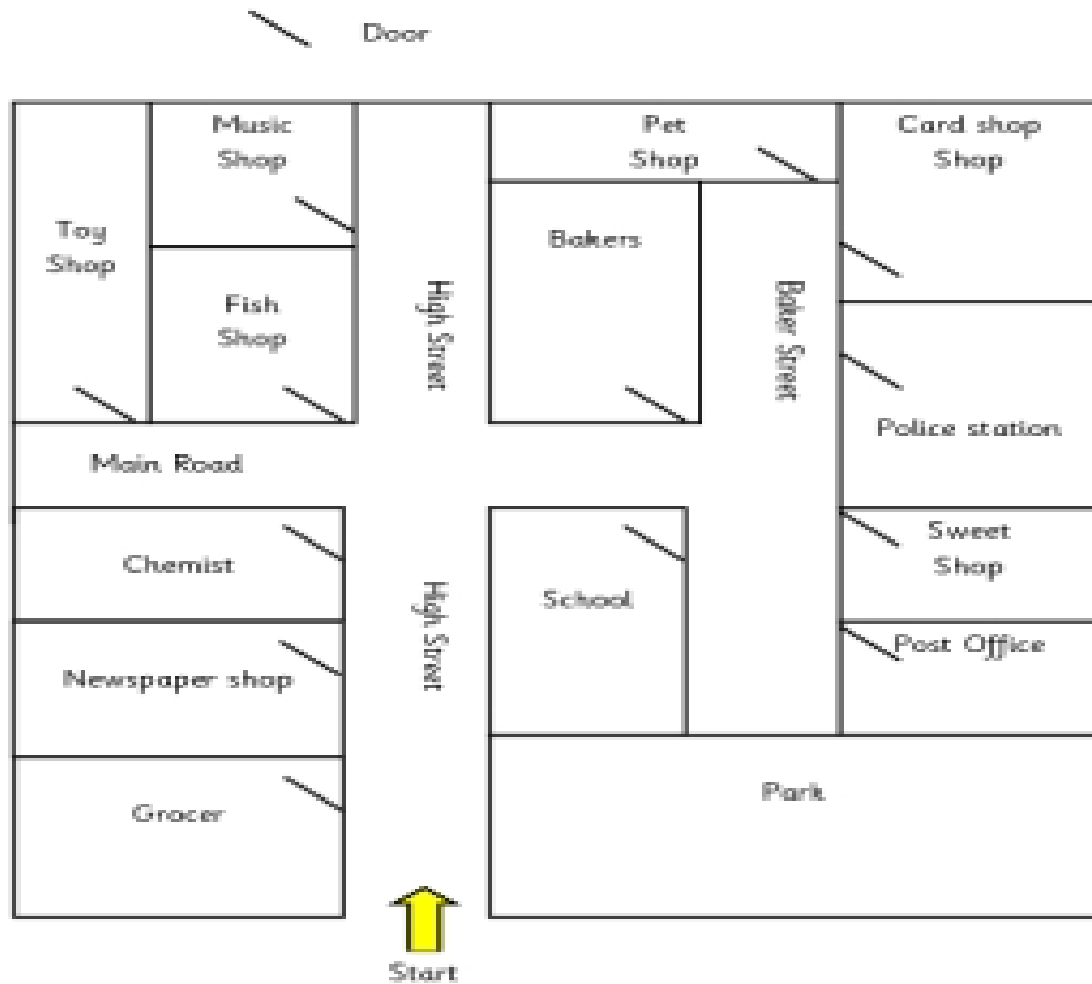 Door
Music
Shop
Pet
Shop
Card shop
Shop
Toy
Shop
Bakers
Fish
Shop
High Street
Baker Street
Police station
Main Road
Sweet
Shop
Chemist
School
High Street
Post Office
Newspaper shop
Park
Grocer
Start